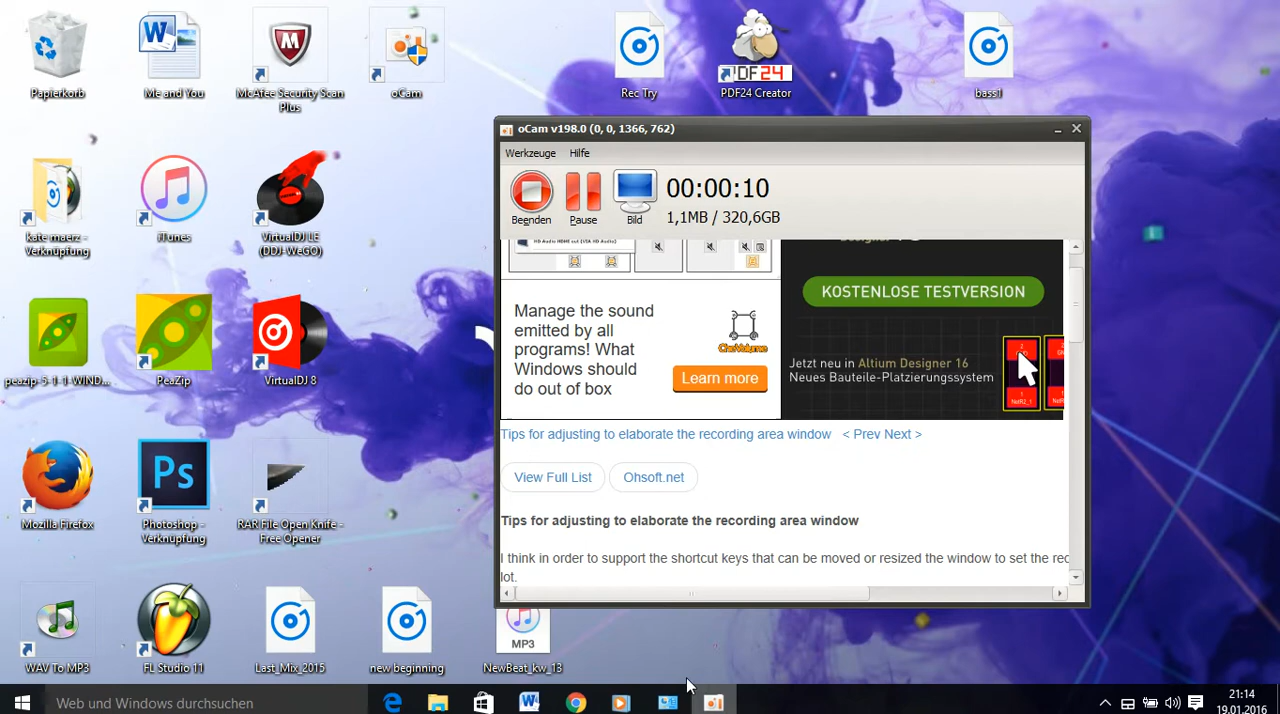 Papierkorb
Me and You
McAfee Security Scan
Plus
oCam
Rec Try
PDF24
PDF24 Creator
bass1
kate maerz -
Verknüpfung
iTunes
VirtualDJ LE
(DDJ-WeGO)
peazip-5-1-1-WIND...
PeaZip
VirtualDJ 8
Mozilla Firefox
Ps
Photoshop -
Verknüpfung
RAR File Open Knife -
Free Opener
WAV To MP3
FL Studio 11
Last_Mix_2015
new beginning
MP3
NewBeat_kw_13
oCam v198.0 (0, 0, 1366, 762)
Werkzeuge
Hilfe
Beenden
Pause
Bild
00:00:10
1,1MB / 320,6GB
Manage the sound
emitted by all
programs! What
Windows should
do out of box
CheVolume
Learn more
KOSTENLOSE TESTVERSION
Jetzt neu in Altium Designer 16
Neues Bauteile-Platzierungssystem
NetR2_1
Tips for adjusting to elaborate the recording area window
< Prev Next >
View Full List
Ohsoft.net
Tips for adjusting to elaborate the recording area window
I think in order to support the shortcut keys that can be moved or resized the window to set the rec
lot.
Web und Windows durchsuchen
21:14
19.01.2016